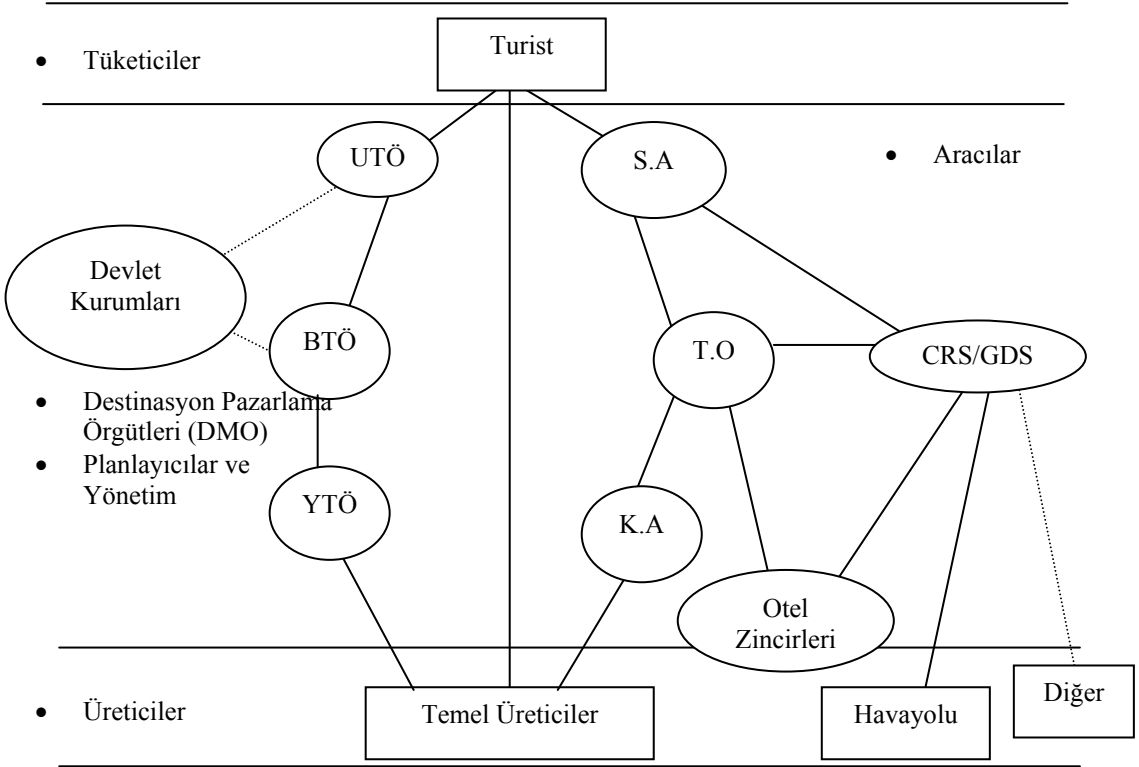 Turist
• Tüketiciler
UTÖ
S.A
• Aracılar
Devlet
Kurumları
BTÖ
T.O
CRS/GDS
• Destinasyon Pazarlama
Örgütleri (DMO)
• Planlayıcılar ve
Yönetim
YTÖ
K.A
Otel
Zincirleri
• Üreticiler
Temel Üreticiler
Havayolu
Diğer